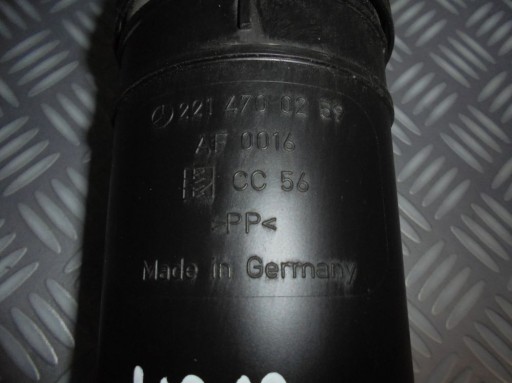 221 470 02 59
AF 0016
CC 56
>PP<
Made in Germany